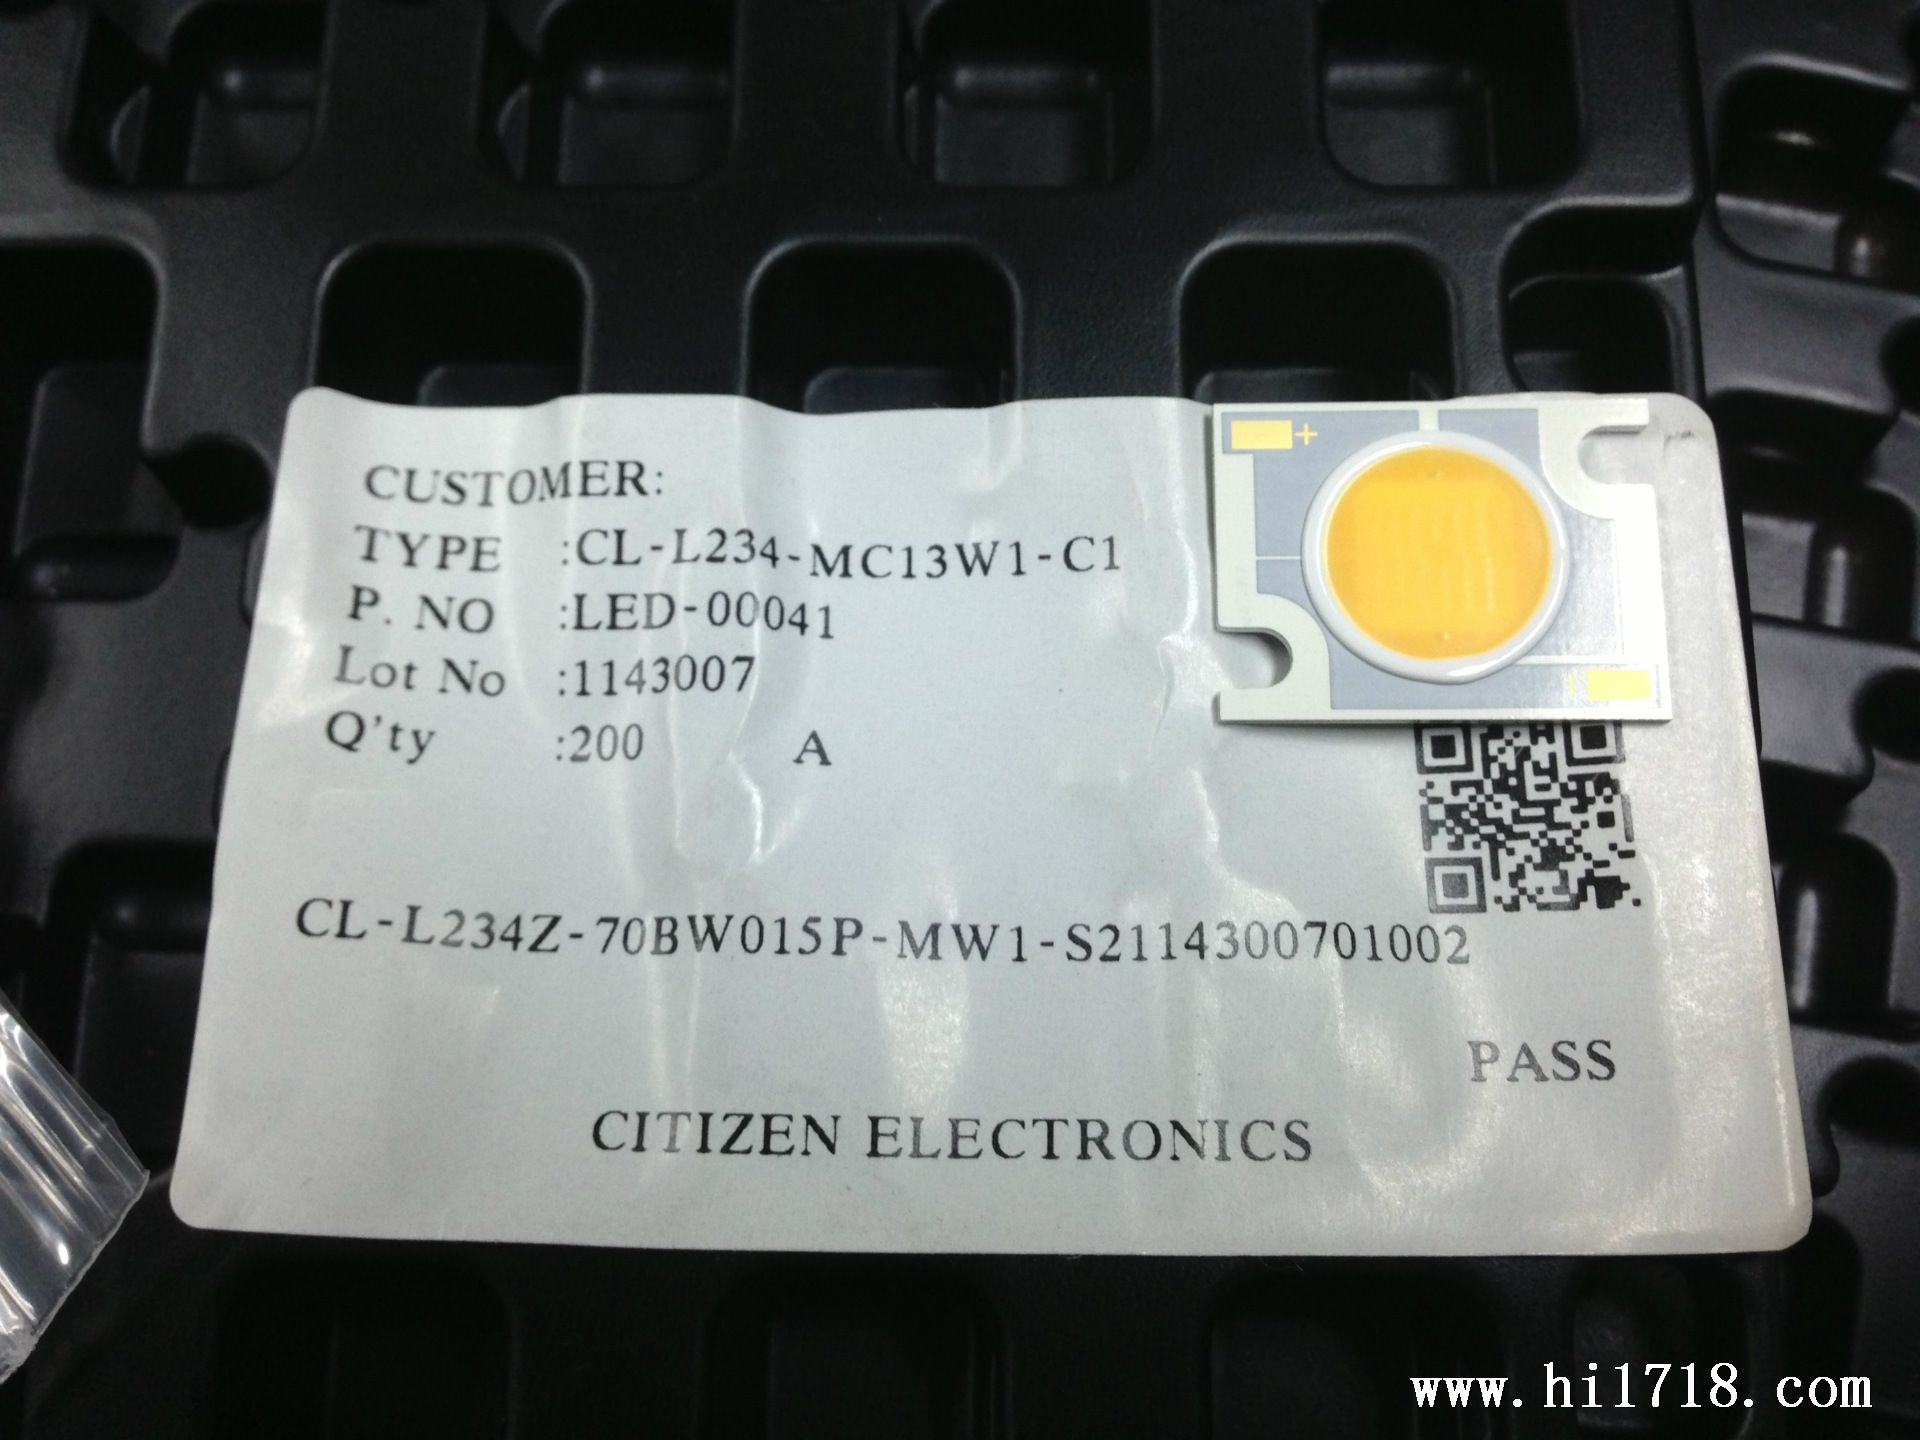 CUSTOMER:
TYPE :CL-L234-MC13W1-C1
P. NO :LED-00041
Lot No :1143007
Q'ty :200 A
+
CL-L234Z-70BW015P-MW1-S2114300701002
PASS
CITIZEN ELECTRONICS
www.hi1718.com